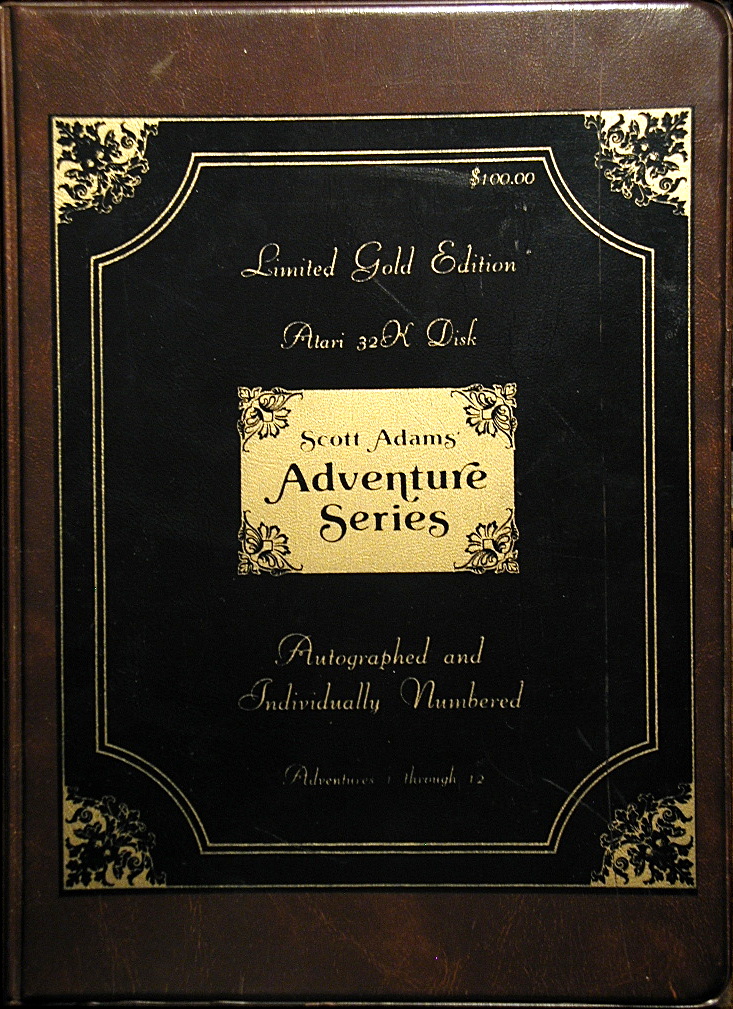 $100.00
Limited Gold Edition
Atari 32K Disk
Scott Adams'
Adventure
Series
Autographed and
Individually Numbered
Adventures 1 through 12